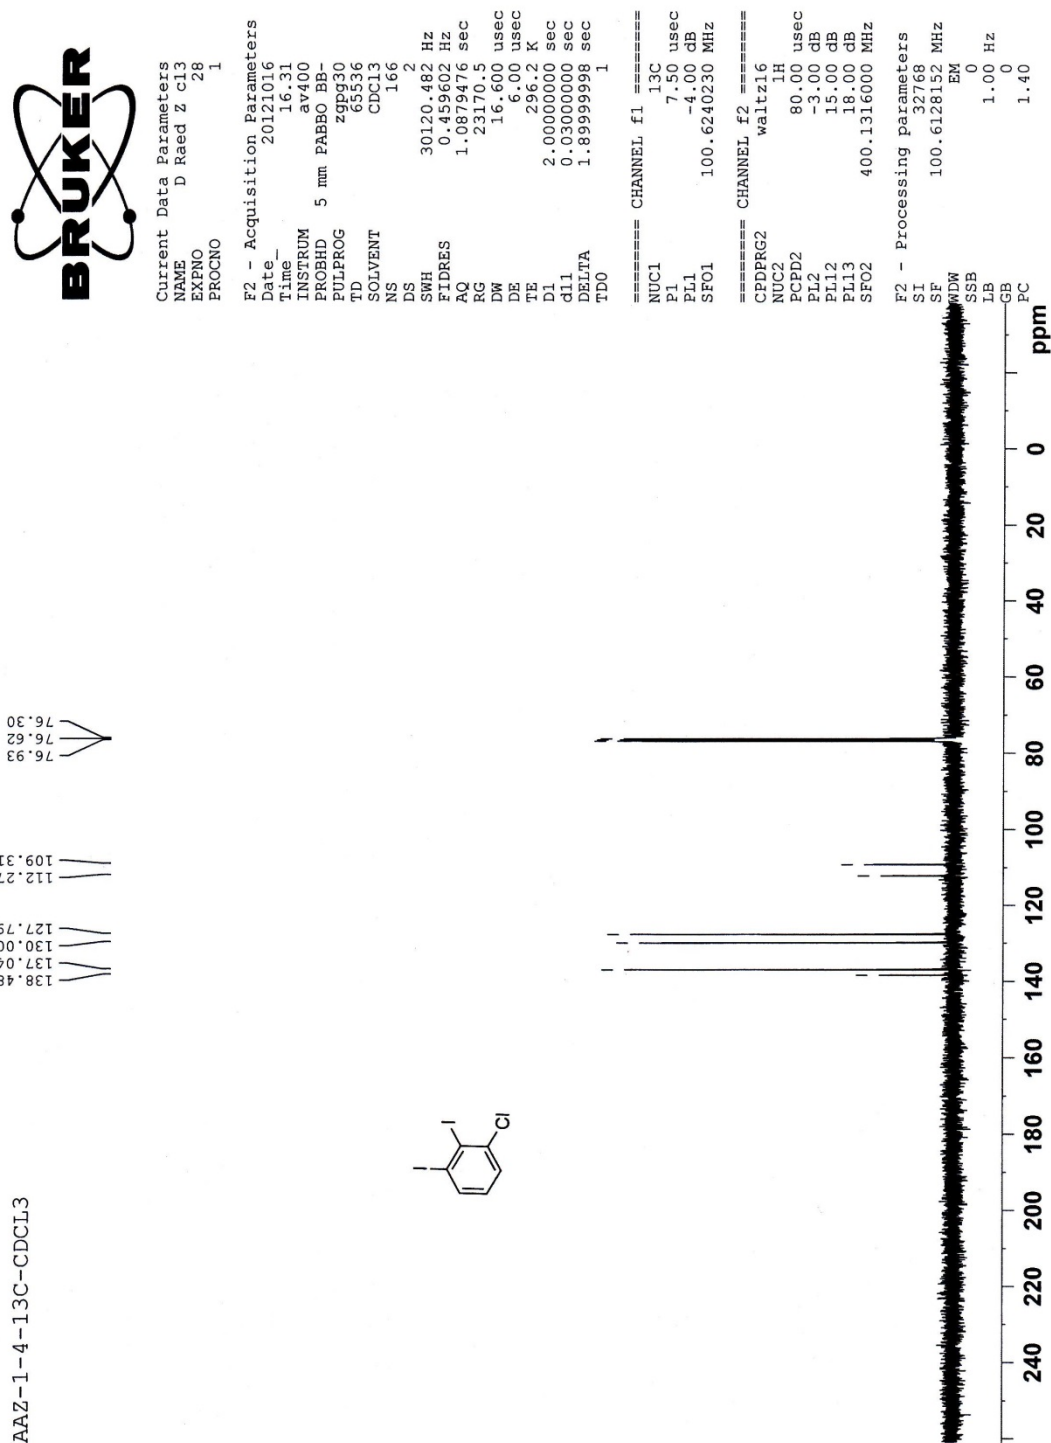 AAZ-1-4-13C-CDCL3
138.48
137.04
130.00
127.79
112.27
109.31
76.93
76.62
76.30
I
I
Cl
240 220 200 180 160 140 120 100 80 60 40 20 0 ppm
BRUKER
Current Data Parameters
NAME D Raed Z c13
EXPNO 28
PROCNO 1
F2 - Acquisition Parameters
Date_ 20121016
Time 16.31
INSTRUM av400
PROBHD 5 mm PABBO BB-
PULPROG zgpg30
TD 65536
SOLVENT CDCl3
NS 166
DS 2
SWH 30120.482 Hz
FIDRES 0.459602 Hz
AQ 1.0879476 sec
RG 23170.5
DW 16.600 usec
DE 6.00 usec
TE 296.2 K
D1 2.00000000 sec
d11 0.03000000 sec
DELTA 1.89999998 sec
TD0 1
======== CHANNEL f1 ========
NUC1 13C
P1 7.50 usec
PL1 -4.00 dB
SFO1 100.6240230 MHz
======== CHANNEL f2 ========
CPDPRG2 waltz16
NUC2 1H
PCPD2 80.00 usec
PL2 -3.00 dB
PL12 15.00 dB
PL13 18.00 dB
SFO2 400.1316000 MHz
F2 - Processing parameters
SI 32768
SF 100.6128152 MHz
WDW EM
SSB 0
LB 1.00 Hz
GB 0
PC 1.40